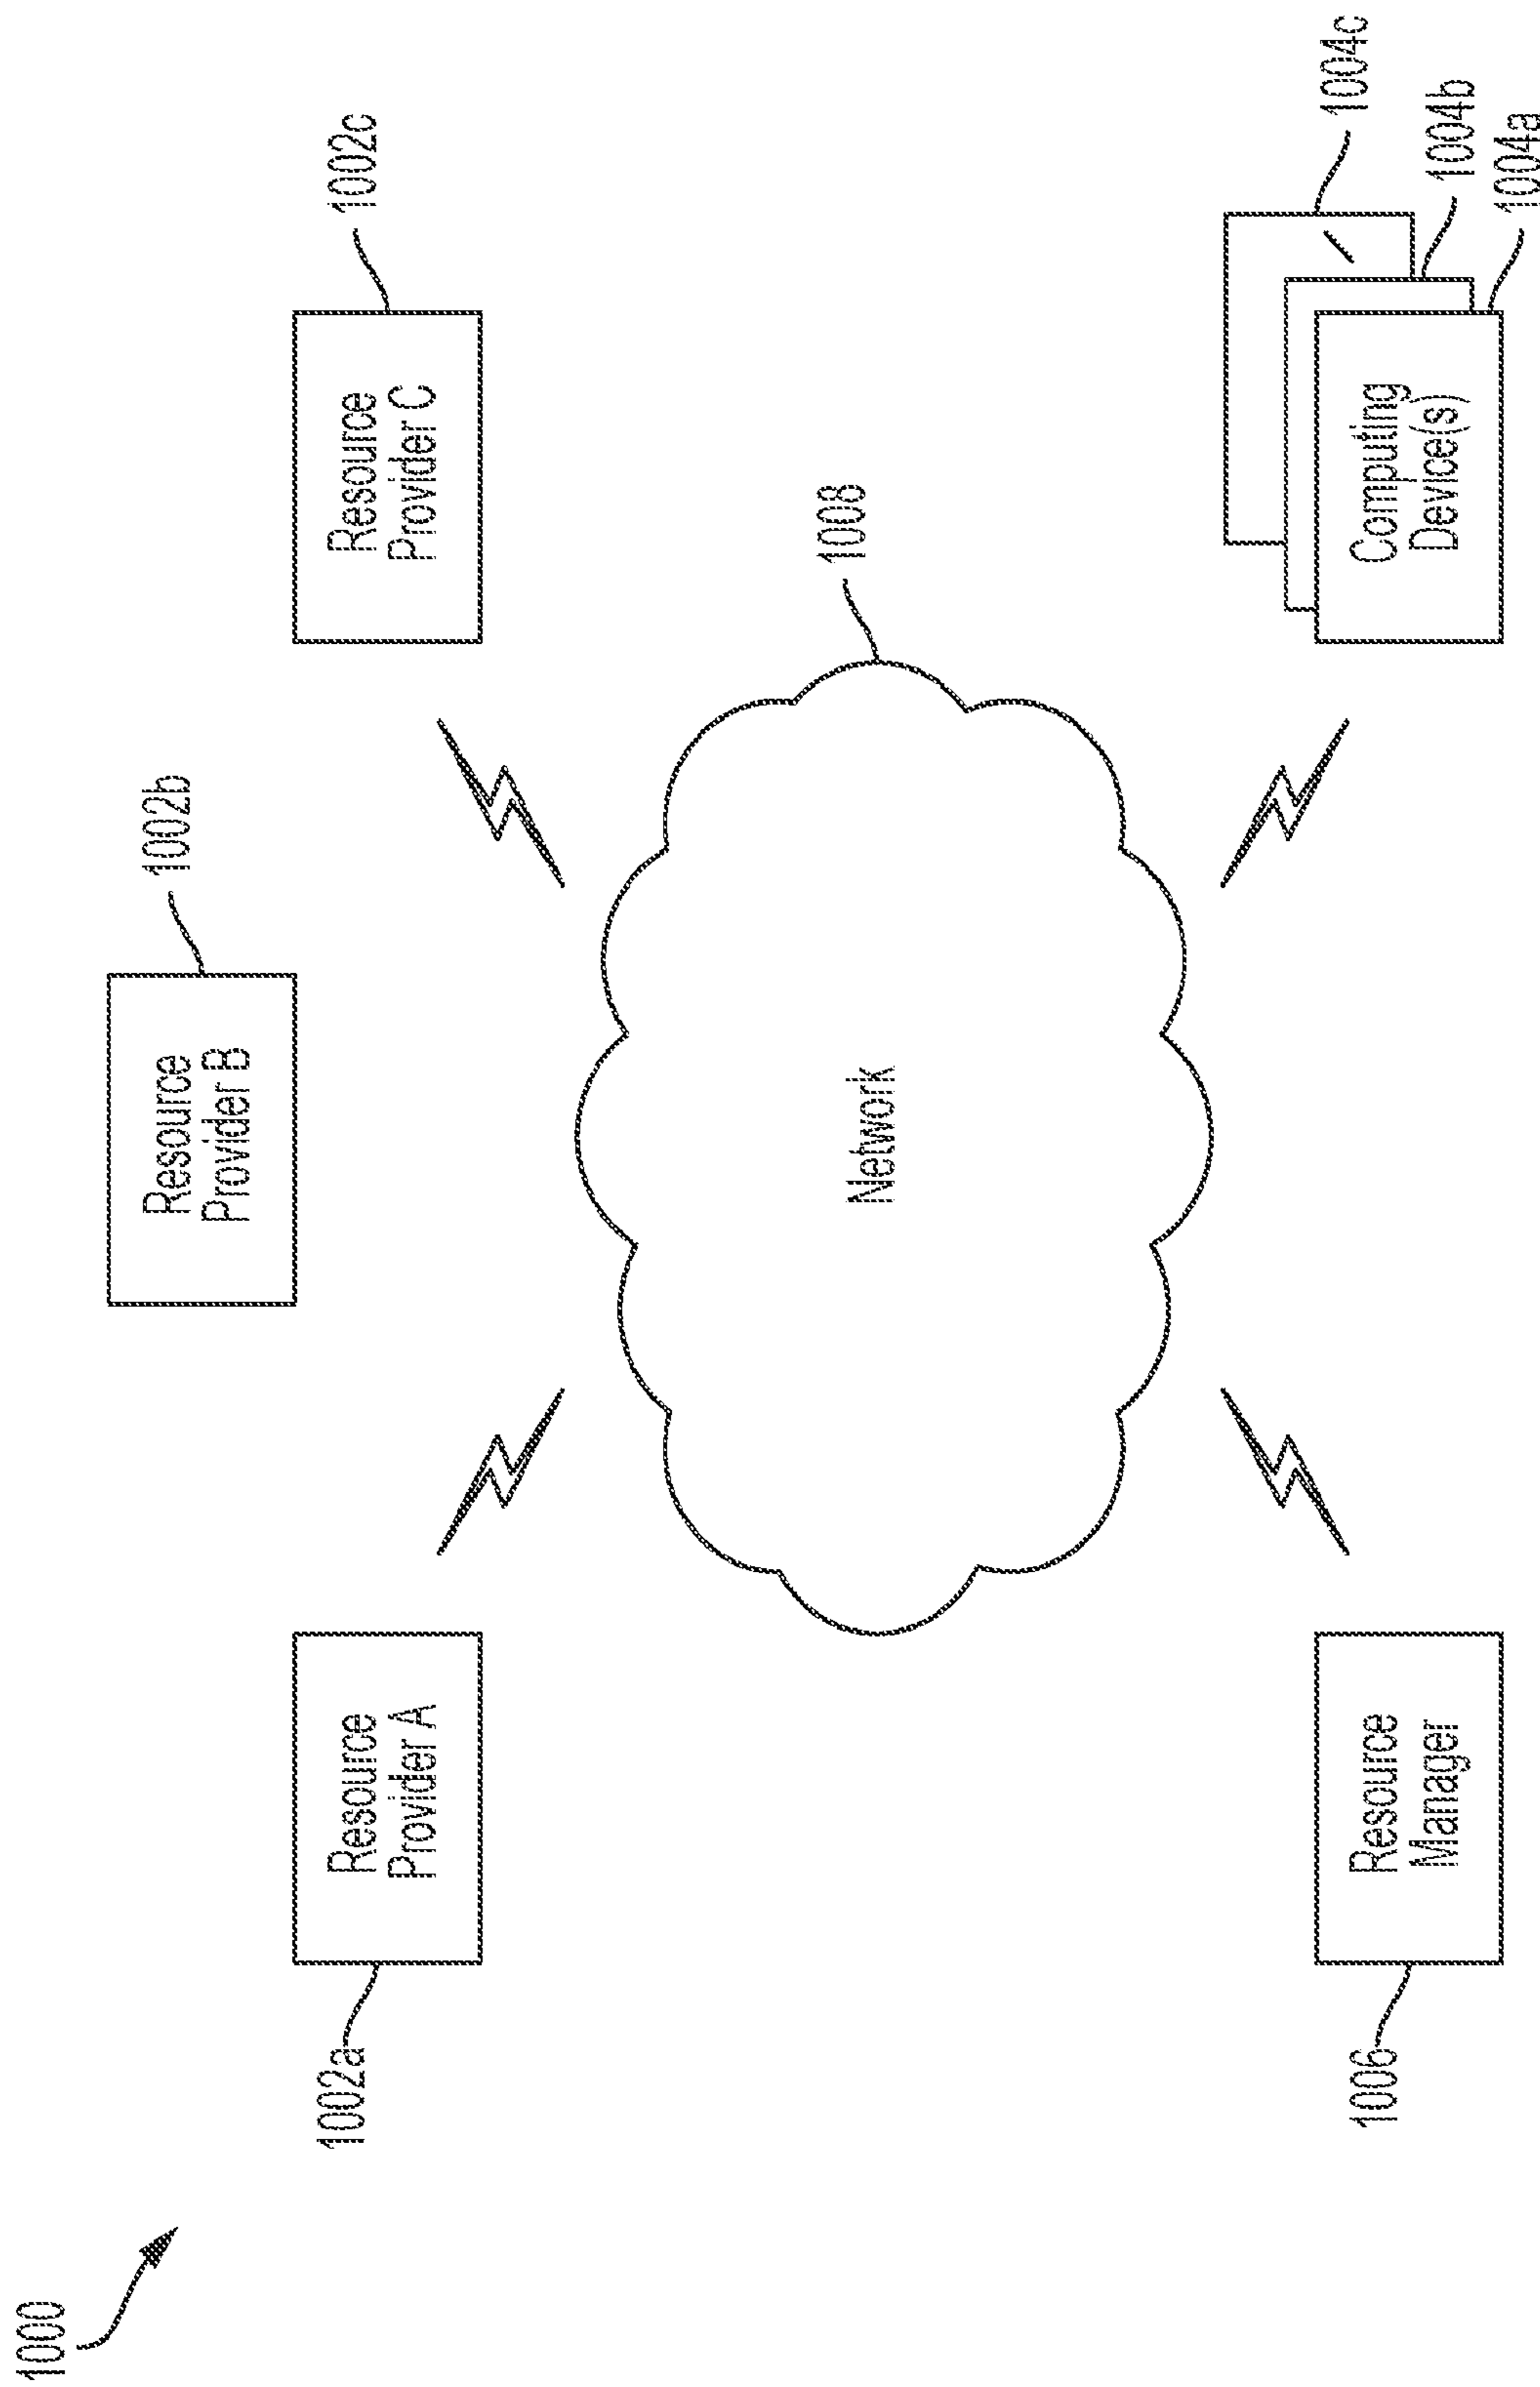 1000
1002b
Resource
Provider B
1002a
Resource
Provider A
1002c
Resource
Provider C
1008
Network
1006
Resource
Manager
1004c
1004b
1004a
Computing
Device(s)